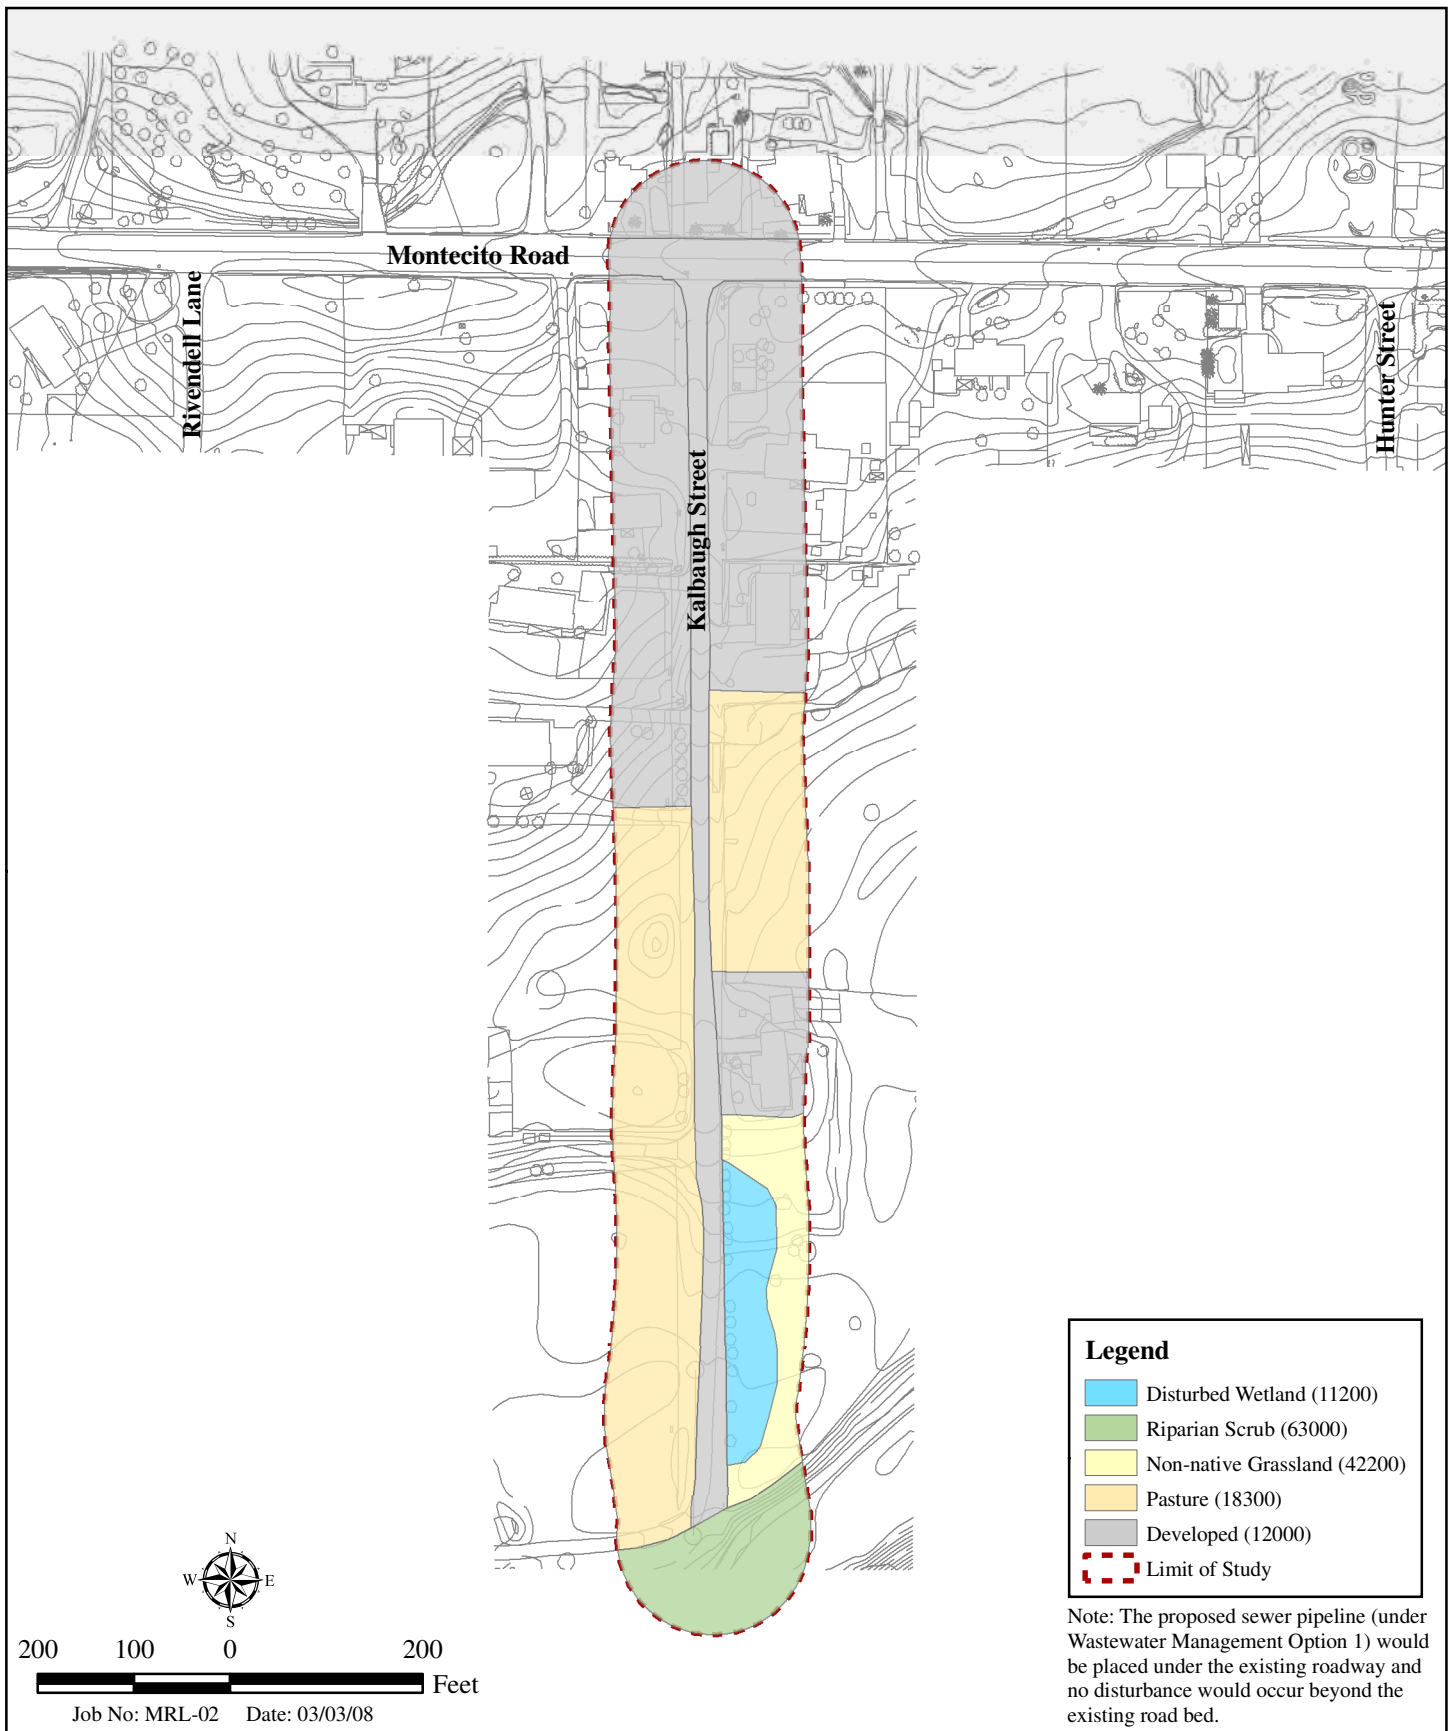 Montecito Road
Rivendell Lane
Hunter Street
Kalbaugh Street
Legend
Disturbed Wetland (11200)
Riparian Scrub (63000)
Non-native Grassland (42200)
Pasture (18300)
Developed (12000)
Limit of Study
Note: The proposed sewer pipeline (under
Wastewater Management Option 1) would
be placed under the existing roadway and
no disturbance would occur beyond the
existing road bed.
N
W E
S
200 100 0 200
Feet
Job No: MRL-02 Date: 03/03/08